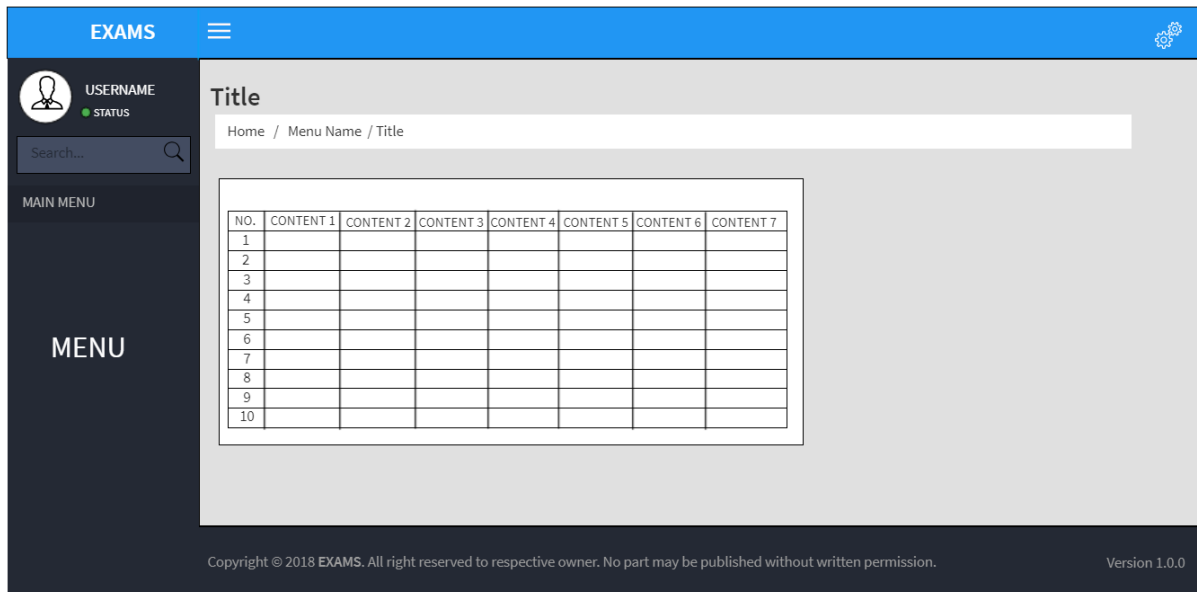 EXAMS
USERNAME
STATUS
Search...
MAIN MENU
MENU
Title
Home / Menu Name / Title
NO. CONTENT 1 CONTENT 2 CONTENT 3 CONTENT 4 CONTENT 5 CONTENT 6 CONTENT 7
1
2
3
4
5
6
7
8
9
10
Copyright © 2018 EXAMS. All right reserved to respective owner. No part may be published without written permission.
Version 1.0.0